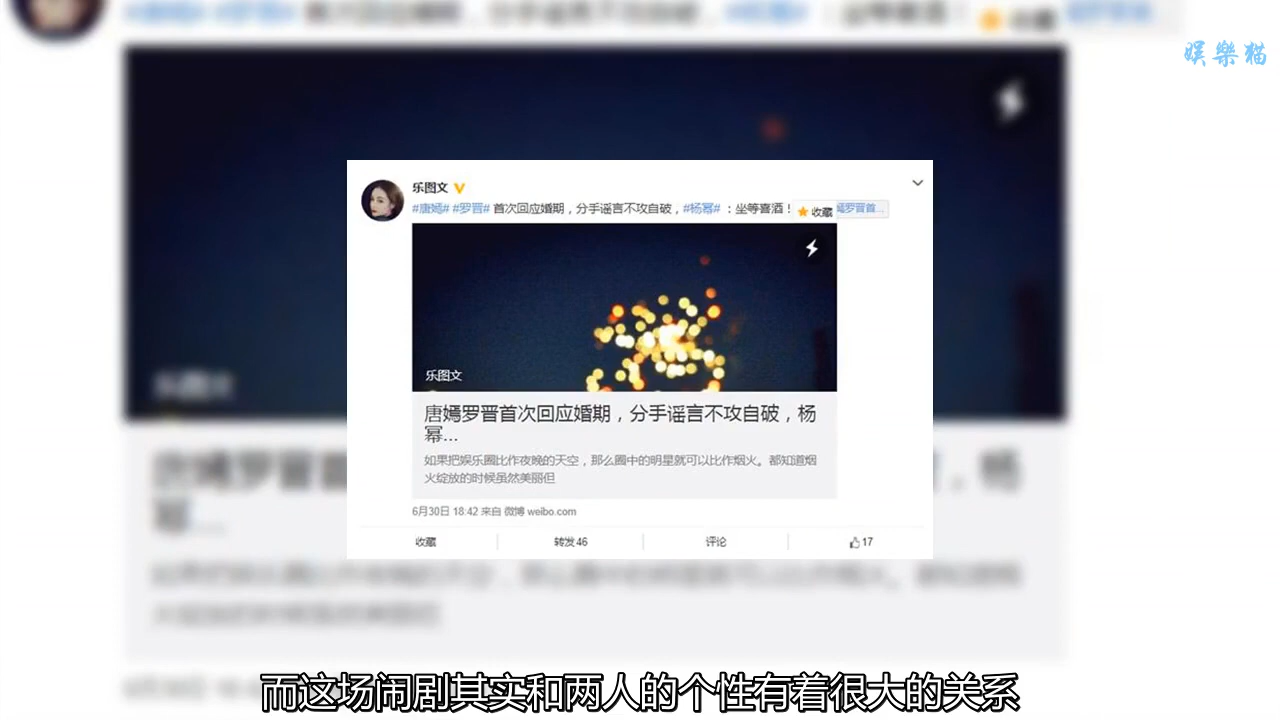 娱樂猫
乐图文
#唐嫣# #罗晋# 首次回应婚期，分手谣言不攻自破，#杨幂# ：坐等喜酒！ 收藏 嫣罗晋首...
乐图文
唐嫣罗晋首次回应婚期，分手谣言不攻自破，杨
幂...
如果把娱乐圈比作夜晚的天空，那么圈中的明星就可以比作烟火。都知道烟
火绽放的时候虽然美丽但
6月30日 18:42 来自 微博 weibo.com
收藏 转发 46 评论 17
而这场闹剧其实和两人的个性有着很大的关系